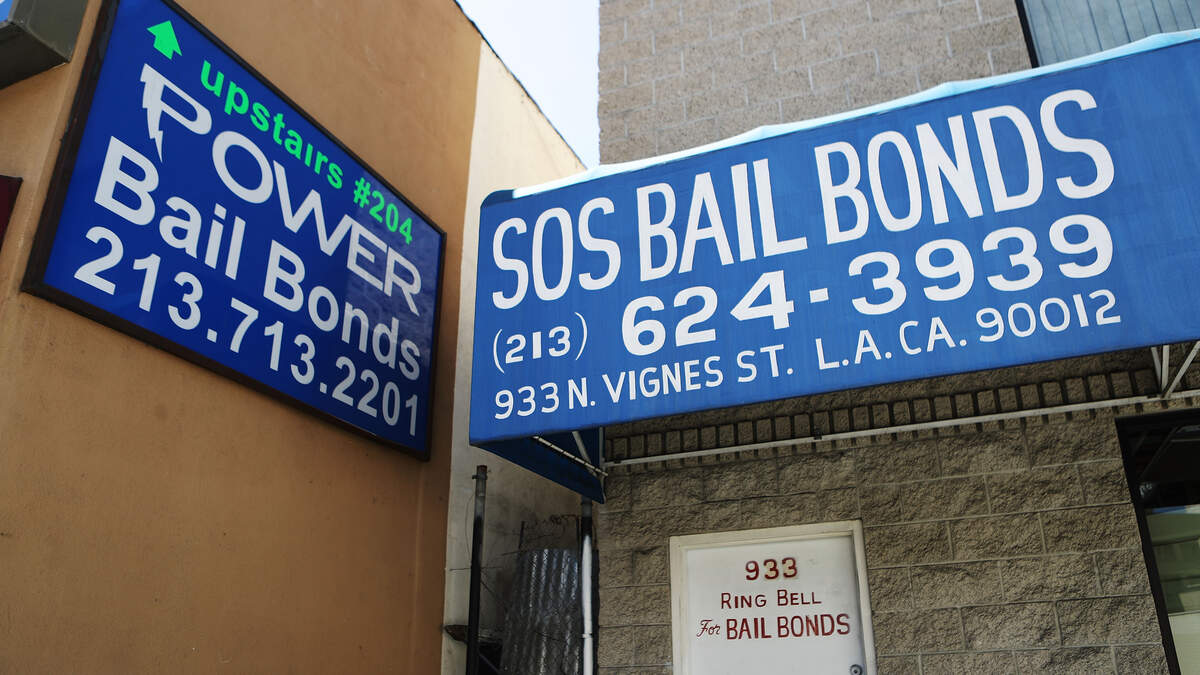 upstairs #204
POWER
Bail Bonds
213.713.2201
SOS BAIL BONDS
(213) 624-3939
933 N. VIGNES ST. L.A. CA. 90012
933
RING BELL
For BAIL BONDS